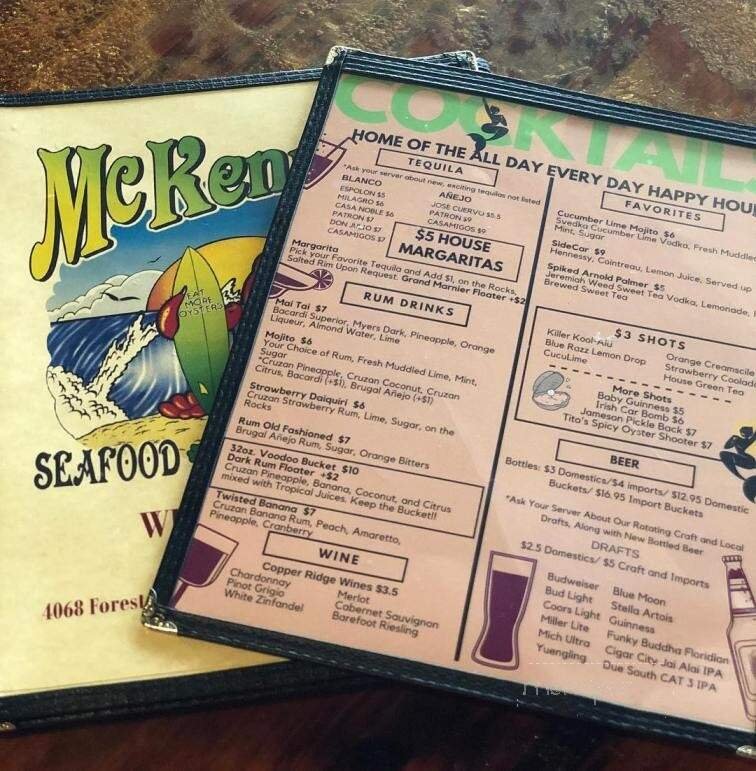 McKen
EAT
MORE
OYSTERS
SEAFOOD
4068 Forest
COCKTAIL
HOME OF THE ALL DAY EVERY DAY HAPPY HOU
TEQUILA
*Ask your server about new, exciting tequilas not listed
BLANCO
ESPOLON $5
MILAGRO $6
CASA NOBLE $6
PATRON $7
DON JULIO $7
CASAMIGOS $7
AÑEJO
JOSE CUERVO $5.5
PATRON $9
CASAMIGOS $9
$5 HOUSE
MARGARITAS
Margarita
Pick your Favorite Tequila and Add $1, on the Rocks,
Salted Rim Upon Request. Grand Marnier Floater +$2
RUM DRINKS
Mai Tai $7
Bacardi Superior, Myers Dark, Pineapple, Orange
Liqueur, Almond Water, Lime
Mojito $6
Your Choice of Rum, Fresh Muddled Lime, Mint,
Sugar
*Cruzan Pineapple, Cruzan Coconut, Cruzan
Citrus, Bacardi (+$1), Brugal Añejo (+$1)
Strawberry Daiquiri $6
Cruzan Strawberry Rum, Lime, Sugar, on the
Rocks
Rum Old Fashioned $7
Brugal Añejo Rum, Sugar, Orange Bitters
32oz. Voodoo Bucket $10
Dark Rum Floater +$2
Cruzan Pineapple, Banana, Coconut, and Citrus
mixed with Tropical Juices. Keep the Bucket!!
Twisted Banana $7
Cruzan Banana Rum, Peach, Amaretto,
Pineapple, Cranberry
WINE
Copper Ridge Wines $3.5
Chardonnay
Pinot Grigio
White Zinfandel
Merlot
Cabernet Sauvignon
Barefoot Riesling
FAVORITES
Cucumber Lime Mojito $6
Svedka Cucumber Lime Vodka, Fresh Muddled
Mint, Sugar
SideCar $9
Hennessy, Cointreau, Lemon Juice, Served up
Spiked Arnold Palmer $5
Jeremiah Weed Sweet Tea Vodka, Lemonade,
Brewed Sweet Tea
$3 SHOTS
Killer Kool-Aid
Blue Razz Lemon Drop
CucuLime
Orange Creamsicle
Strawberry Coolad
House Green Tea
More Shots
Baby Guinness $5
Irish Car Bomb $6
Jameson Pickle Back $7
Tito's Spicy Oyster Shooter $7
BEER
Bottles: $3 Domestics/$4 imports/ $12.95 Domestic
Buckets/ $16.95 Import Buckets
*Ask Your Server About Our Rotating Craft and Local
Drafts, Along with New Bottled Beer
DRAFTS
$2.5 Domestics/ $5 Craft and Imports
Budweiser
Bud Light
Coors Light
Miller Lite
Mich Ultra
Yuengling
Blue Moon
Stella Artois
Guinness
Funky Buddha Floridian
Cigar City Jai Alai IPA
Due South CAT 3 IPA